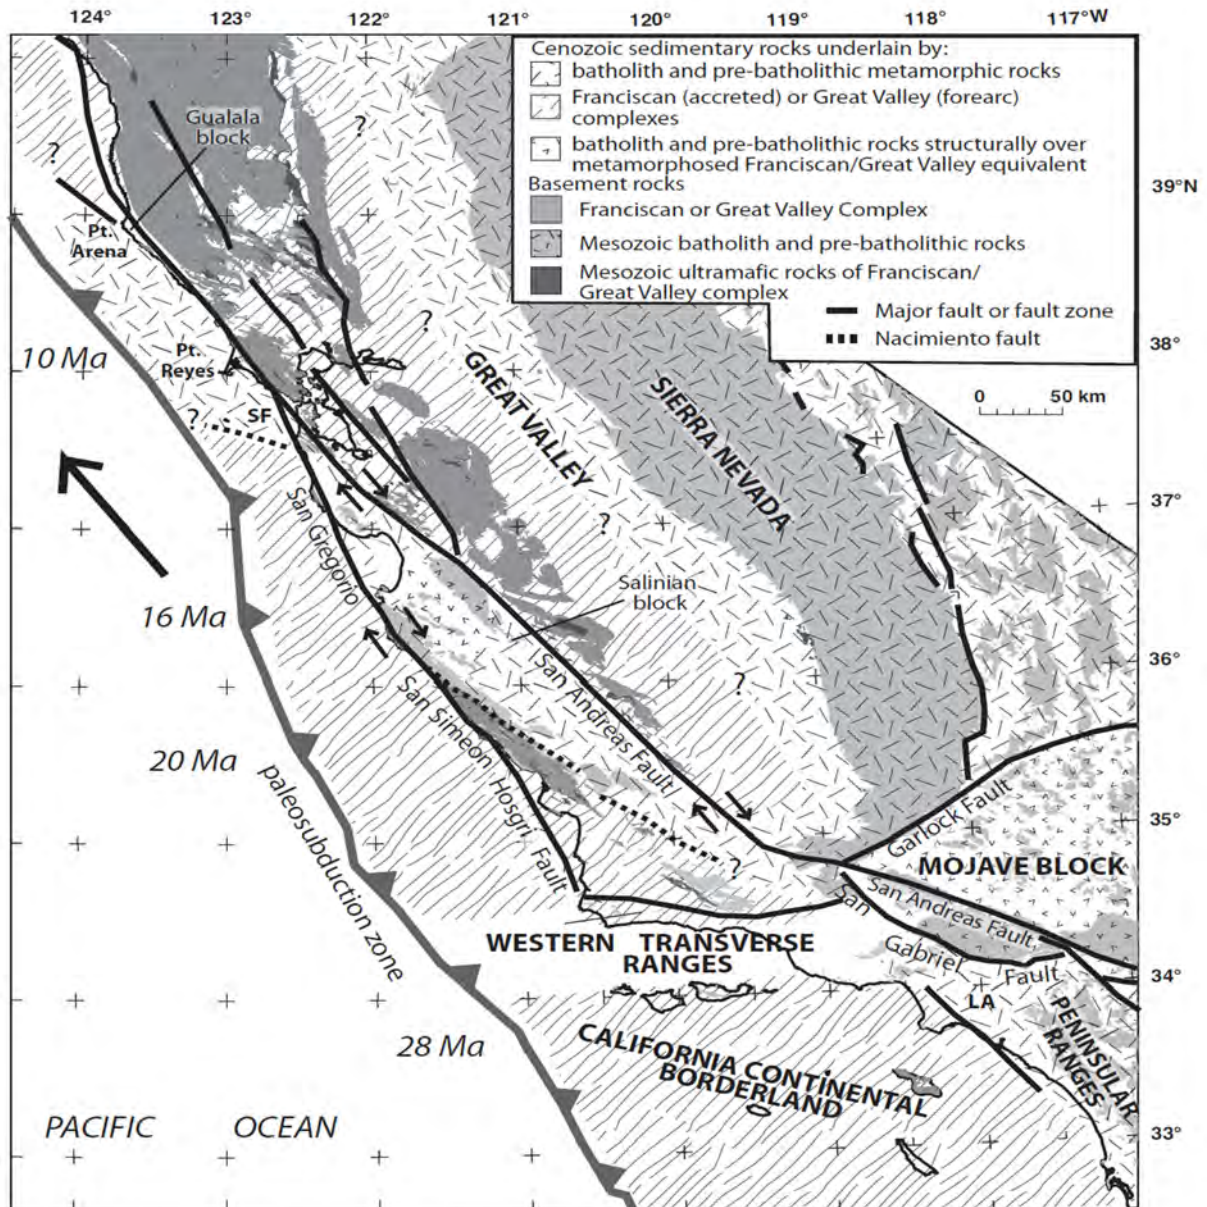 124° 123° 122° 121° 120° 119° 118° 117°W
Cenozoic sedimentary rocks underlain by:
batholith and pre-batholithic metamorphic rocks
Franciscan (accreted) or Great Valley (forearc)
complexes
batholith and pre-batholithic rocks structurally over
metamorphosed Franciscan/Great Valley equivalent
Basement rocks
Franciscan or Great Valley Complex
Mesozoic batholith and pre-batholithic rocks
Mesozoic ultramafic rocks of Franciscan/
Great Valley complex
Major fault or fault zone
Nacimiento fault
0 50 km
39°N
38°
37°
36°
35°
34°
33°
Gualala
block
?
?
Pt.
Arena
?
10 Ma
Pt.
Reyes
?
SF
GREAT VALLEY
SIERRA NEVADA
?
San Gregorio
16 Ma
Salinian
block
San Andreas Fault
?
San Simeon Hosgri Fault
20 Ma
paleosubduction zone
Garlock Fault
MOJAVE BLOCK
?
San Andreas Fault
San Gabriel Fault
WESTERN TRANSVERSE
RANGES
LA
PENINSULAR
RANGES
28 Ma
CALIFORNIA CONTINENTAL
BORDERLAND
PACIFIC OCEAN